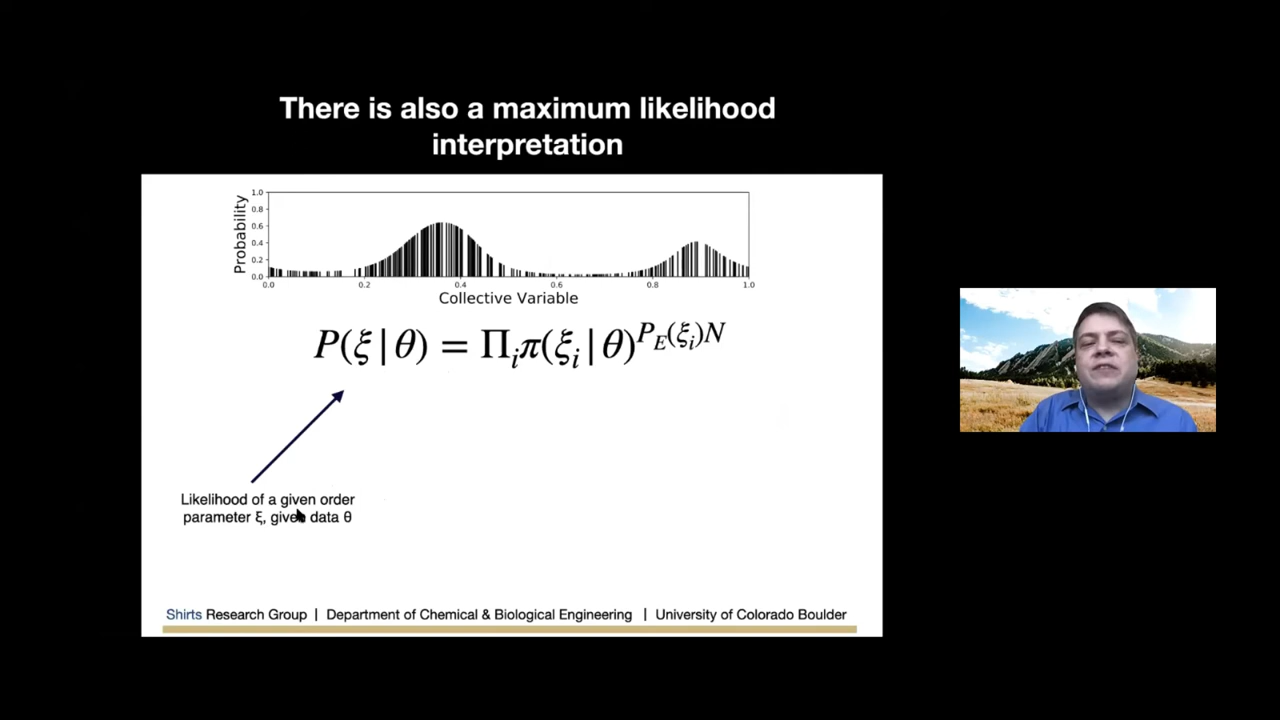 There is also a maximum likelihood
interpretation
Probability
1.0
0.8
0.6
0.4
0.2
0.0
0.0 0.2 0.4 0.6 0.8 1.0
Collective Variable
P(ξ|θ) = Π_i π(ξ_i|θ)^{P_E(ξ_i)N}
Likelihood of a given order
parameter ξ, given data θ
Shirts Research Group | Department of Chemical & Biological Engineering | University of Colorado Boulder